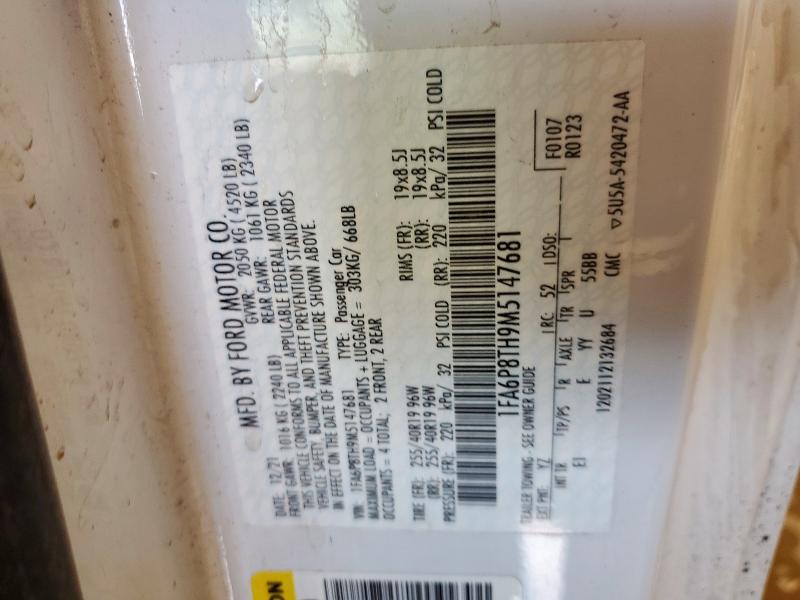 MFD. BY FORD MOTOR CO.
DATE: 12/21 GVWR: 2050 KG (4520 LB)
FRONT GAWR: 1016 KG (2240 LB) REAR GAWR: 1061 KG (2340 LB)
THIS VEHICLE CONFORMS TO ALL APPLICABLE FEDERAL MOTOR
VEHICLE SAFETY, BUMPER, AND THEFT PREVENTION STANDARDS
IN EFFECT ON THE DATE OF MANUFACTURE SHOWN ABOVE.
VIN: 1FA6P8TH9M5147681 TYPE: Passenger Car
MAXIMUM LOAD = OCCUPANTS + LUGGAGE = 303KG/ 668LB
OCCUPANTS = 4 TOTAL; 2 FRONT, 2 REAR
TIRE (FR): 255/40R19 96W RIMS (FR): 19x8.5J
(RR): 255/40R19 96W (RR): 19x8.5J
PRESSURE (FR): 220 kPa/ 32 PSI COLD (RR): 220 kPa/ 32 PSI COLD
1FA6P8TH9M5147681
TRAILER TOWING - SEE OWNER GUIDE
EXT PNT: YZ RC: 52 DSO: F0107
INT TR TP/PS R AXLE TR SPR R0123
EI E YY U 55BB
1202112132684 CMC ▽5U5A-5420472-AA
ON